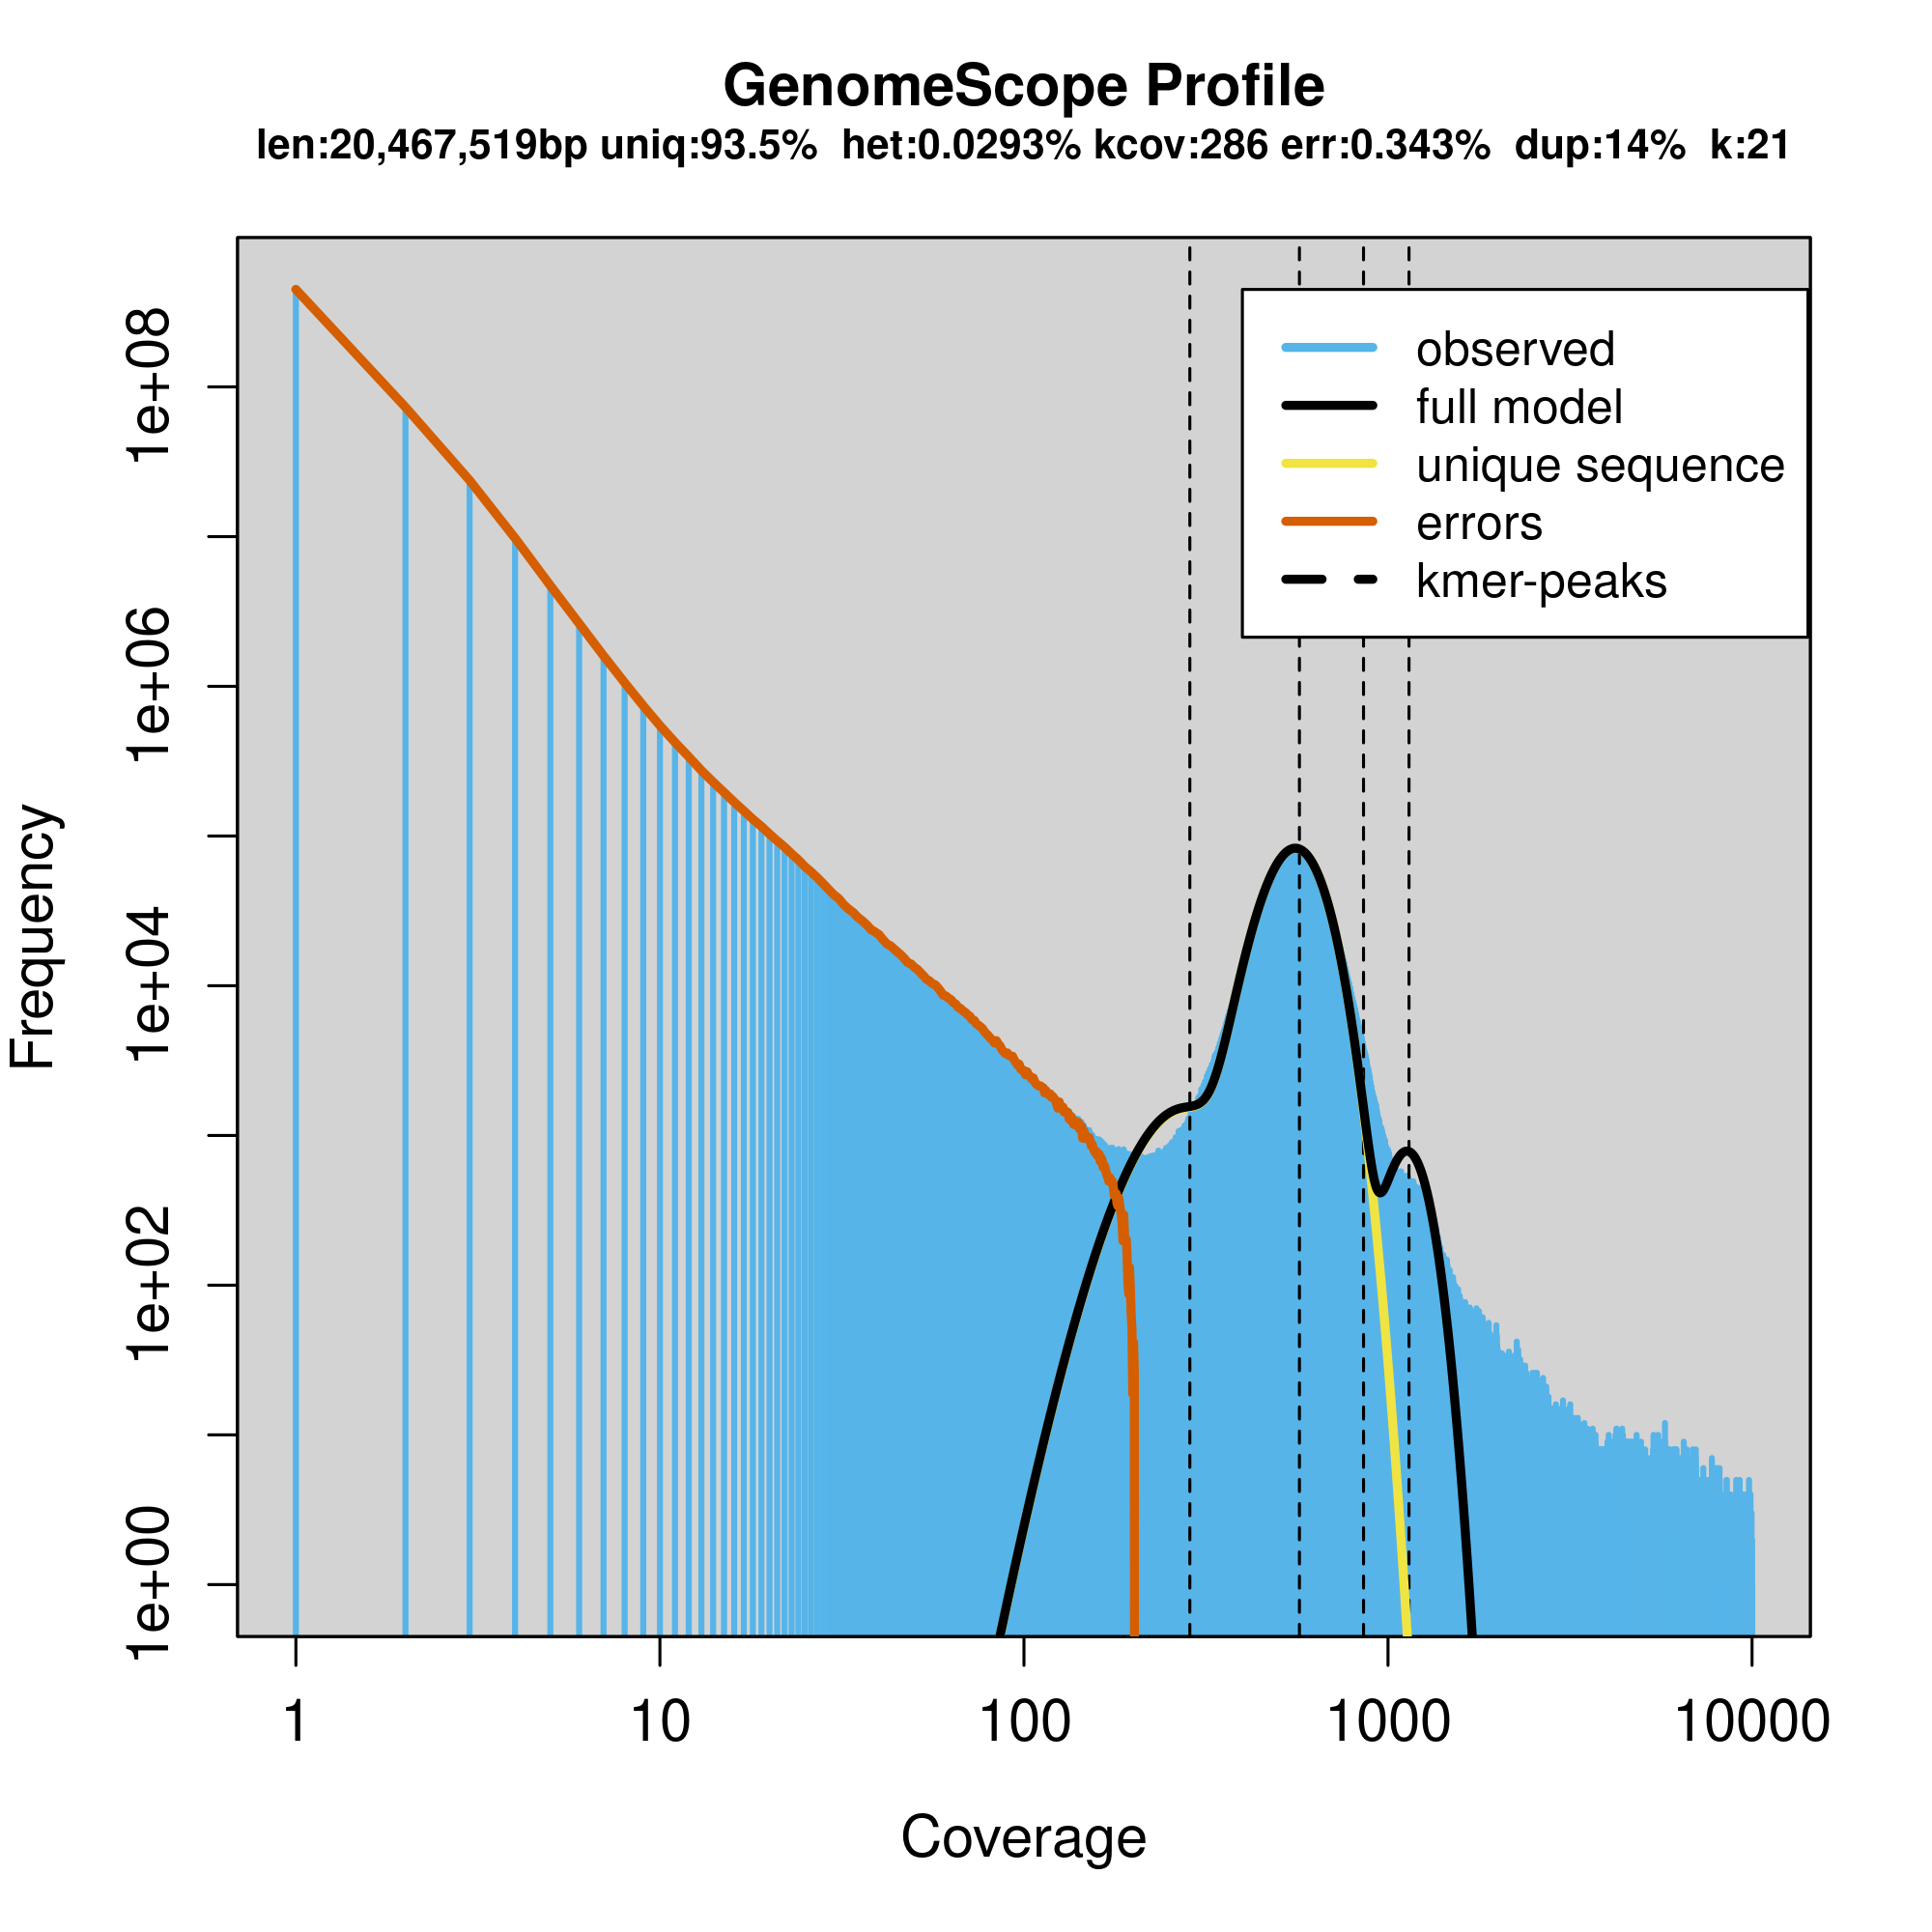 GenomeScope Profile
len:20,467,519bp uniq:93.5% het:0.0293% kcov:286 err:0.343% dup:14% k:21
observed
full model
unique sequence
errors
kmer-peaks
Frequency
1e+08
1e+06
1e+04
1e+02
1e+00
1 10 100 1000 10000
Coverage